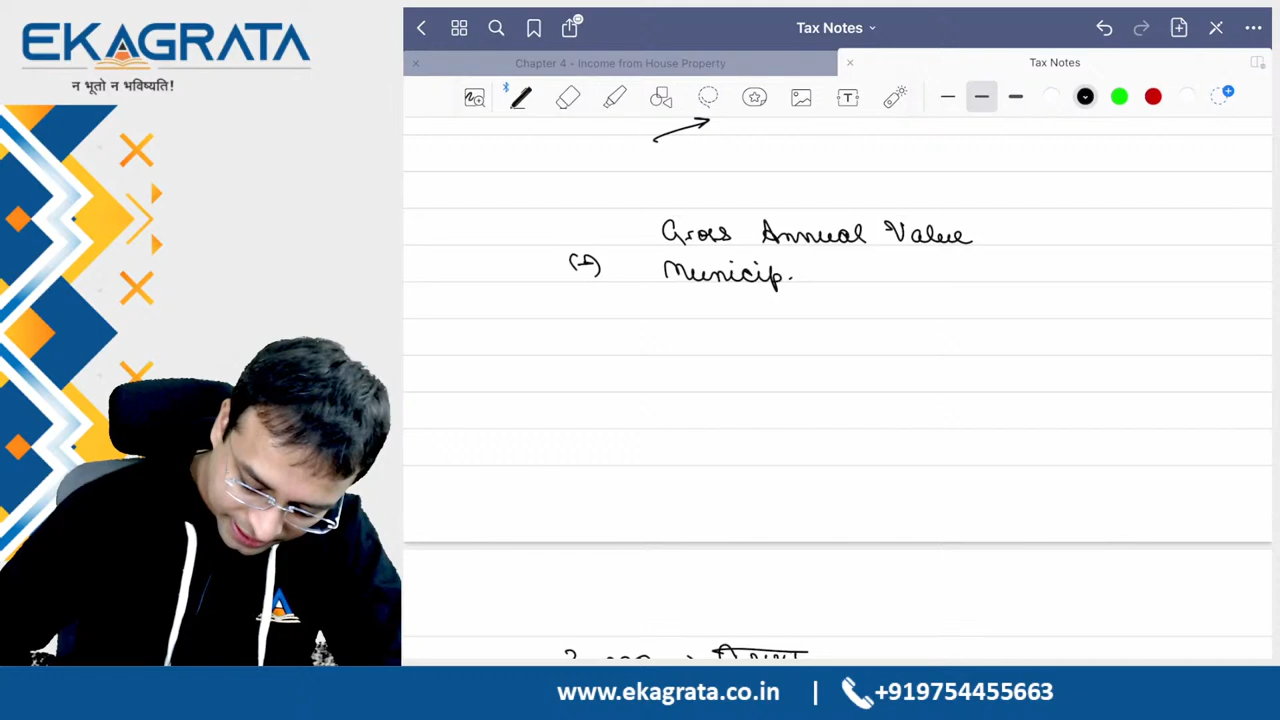 EKAGRATA
न भूतो न भविष्यति!
Tax Notes
Chapter 4 - Income from House Property
Tax Notes
Gross Annual Value
(-) Municip.
www.ekagrata.co.in | +919754455663